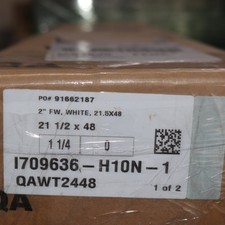 PO# 91662187
2" FW, WHITE, 21.5X48
21 1/2 x 48
1 1/4 0
I709636-H10N-1
QAWT2448
1 of 2
QA